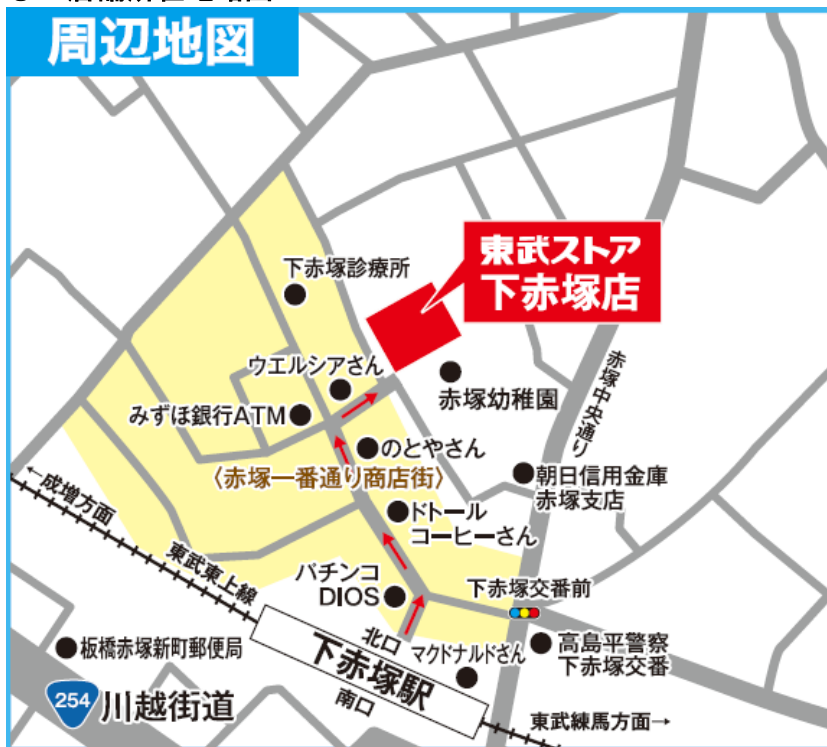 周辺地図
東武ストア
下赤塚店
下赤塚診療所
ウエルシアさん
赤塚幼稚園
みずほ銀行ATM
赤塚中央通り
のとやさん
〈赤塚一番通り商店街〉
朝日信用金庫
赤塚支店
←成増方面
ドトール
コーヒーさん
東武東上線
パチンコ
DIOS
下赤塚交番前
北口
マクドナルドさん
高島平警察
下赤塚交番
板橋赤塚新町郵便局
下赤塚駅
南口
254
川越街道
東武練馬方面→